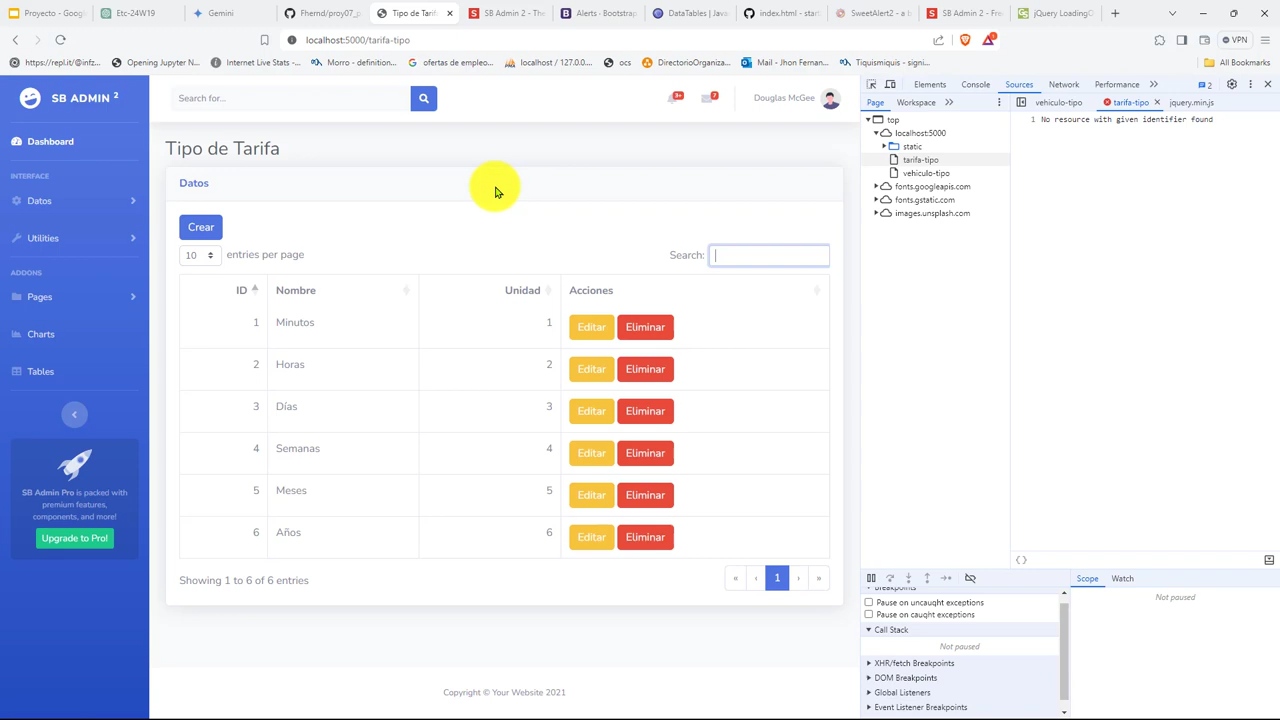 Proyecto - Goog
Etc-24W19
Gemini
Fhernd/proy07_p
Tipo de Tarifa
SB Admin 2 - The
Alerts · Bootstrap
DataTables | Java
index.html - start
SweetAlert2 - a b
SB Admin 2 - Fre
jQuery LoadingO
localhost:5000/tarifa-tipo
VPN
https://repl.it/@infz...
Opening Jupyter N...
Internet Live Stats...
Morro - definition...
ofertas de empleo...
localhost / 127.0.0...
ocs
DirectorioOrganiza...
Mail - Jhon Fernan...
Tiquismiquis - signi...
All Bookmarks
SB ADMIN 2
Search for...
3+
7
Douglas McGee
Dashboard
INTERFACE
Datos
Utilities
ADDONS
Pages
Charts
Tables
SB Admin Pro is packed with
premium features,
components, and more!
Upgrade to Pro!
Tipo de Tarifa
Datos
Crear
10 entries per page
Search:
ID Nombre Unidad Acciones
1 Minutos 1 Editar Eliminar
2 Horas 2 Editar Eliminar
3 Días 3 Editar Eliminar
4 Semanas 4 Editar Eliminar
5 Meses 5 Editar Eliminar
6 Años 6 Editar Eliminar
Showing 1 to 6 of 6 entries
« ‹ 1 › »
Copyright © Your Website 2021
Elements Console Sources Network Performance 2
Page Workspace
vehiculo-tipo tarifa-tipo jquery.min.js
top
localhost:5000
static
tarifa-tipo
vehiculo-tipo
fonts.googleapis.com
fonts.gstatic.com
images.unsplash.com
1 No resource with given identifier found
{}
Breakpoints
Pause on uncaught exceptions
Pause on caught exceptions
Call Stack
Not paused
XHR/fetch Breakpoints
DOM Breakpoints
Global Listeners
Event Listener Breakpoints
Scope Watch
Not paused